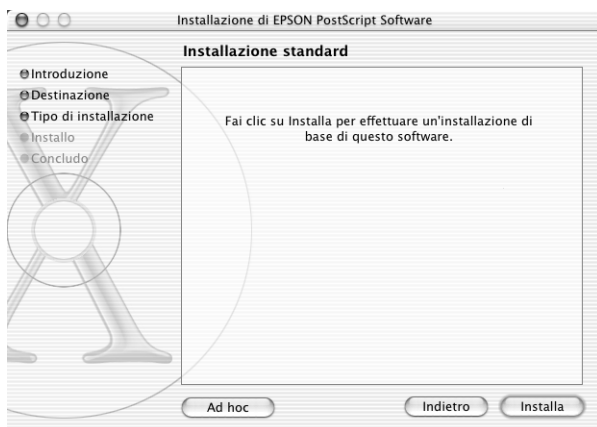 Installazione di EPSON PostScript Software
Installazione standard
Introduzione
Destinazione
Tipo di installazione
Installo
Concludo
Fai clic su Installa per effettuare un'installazione di
base di questo software.
Ad hoc
Indietro
Installa